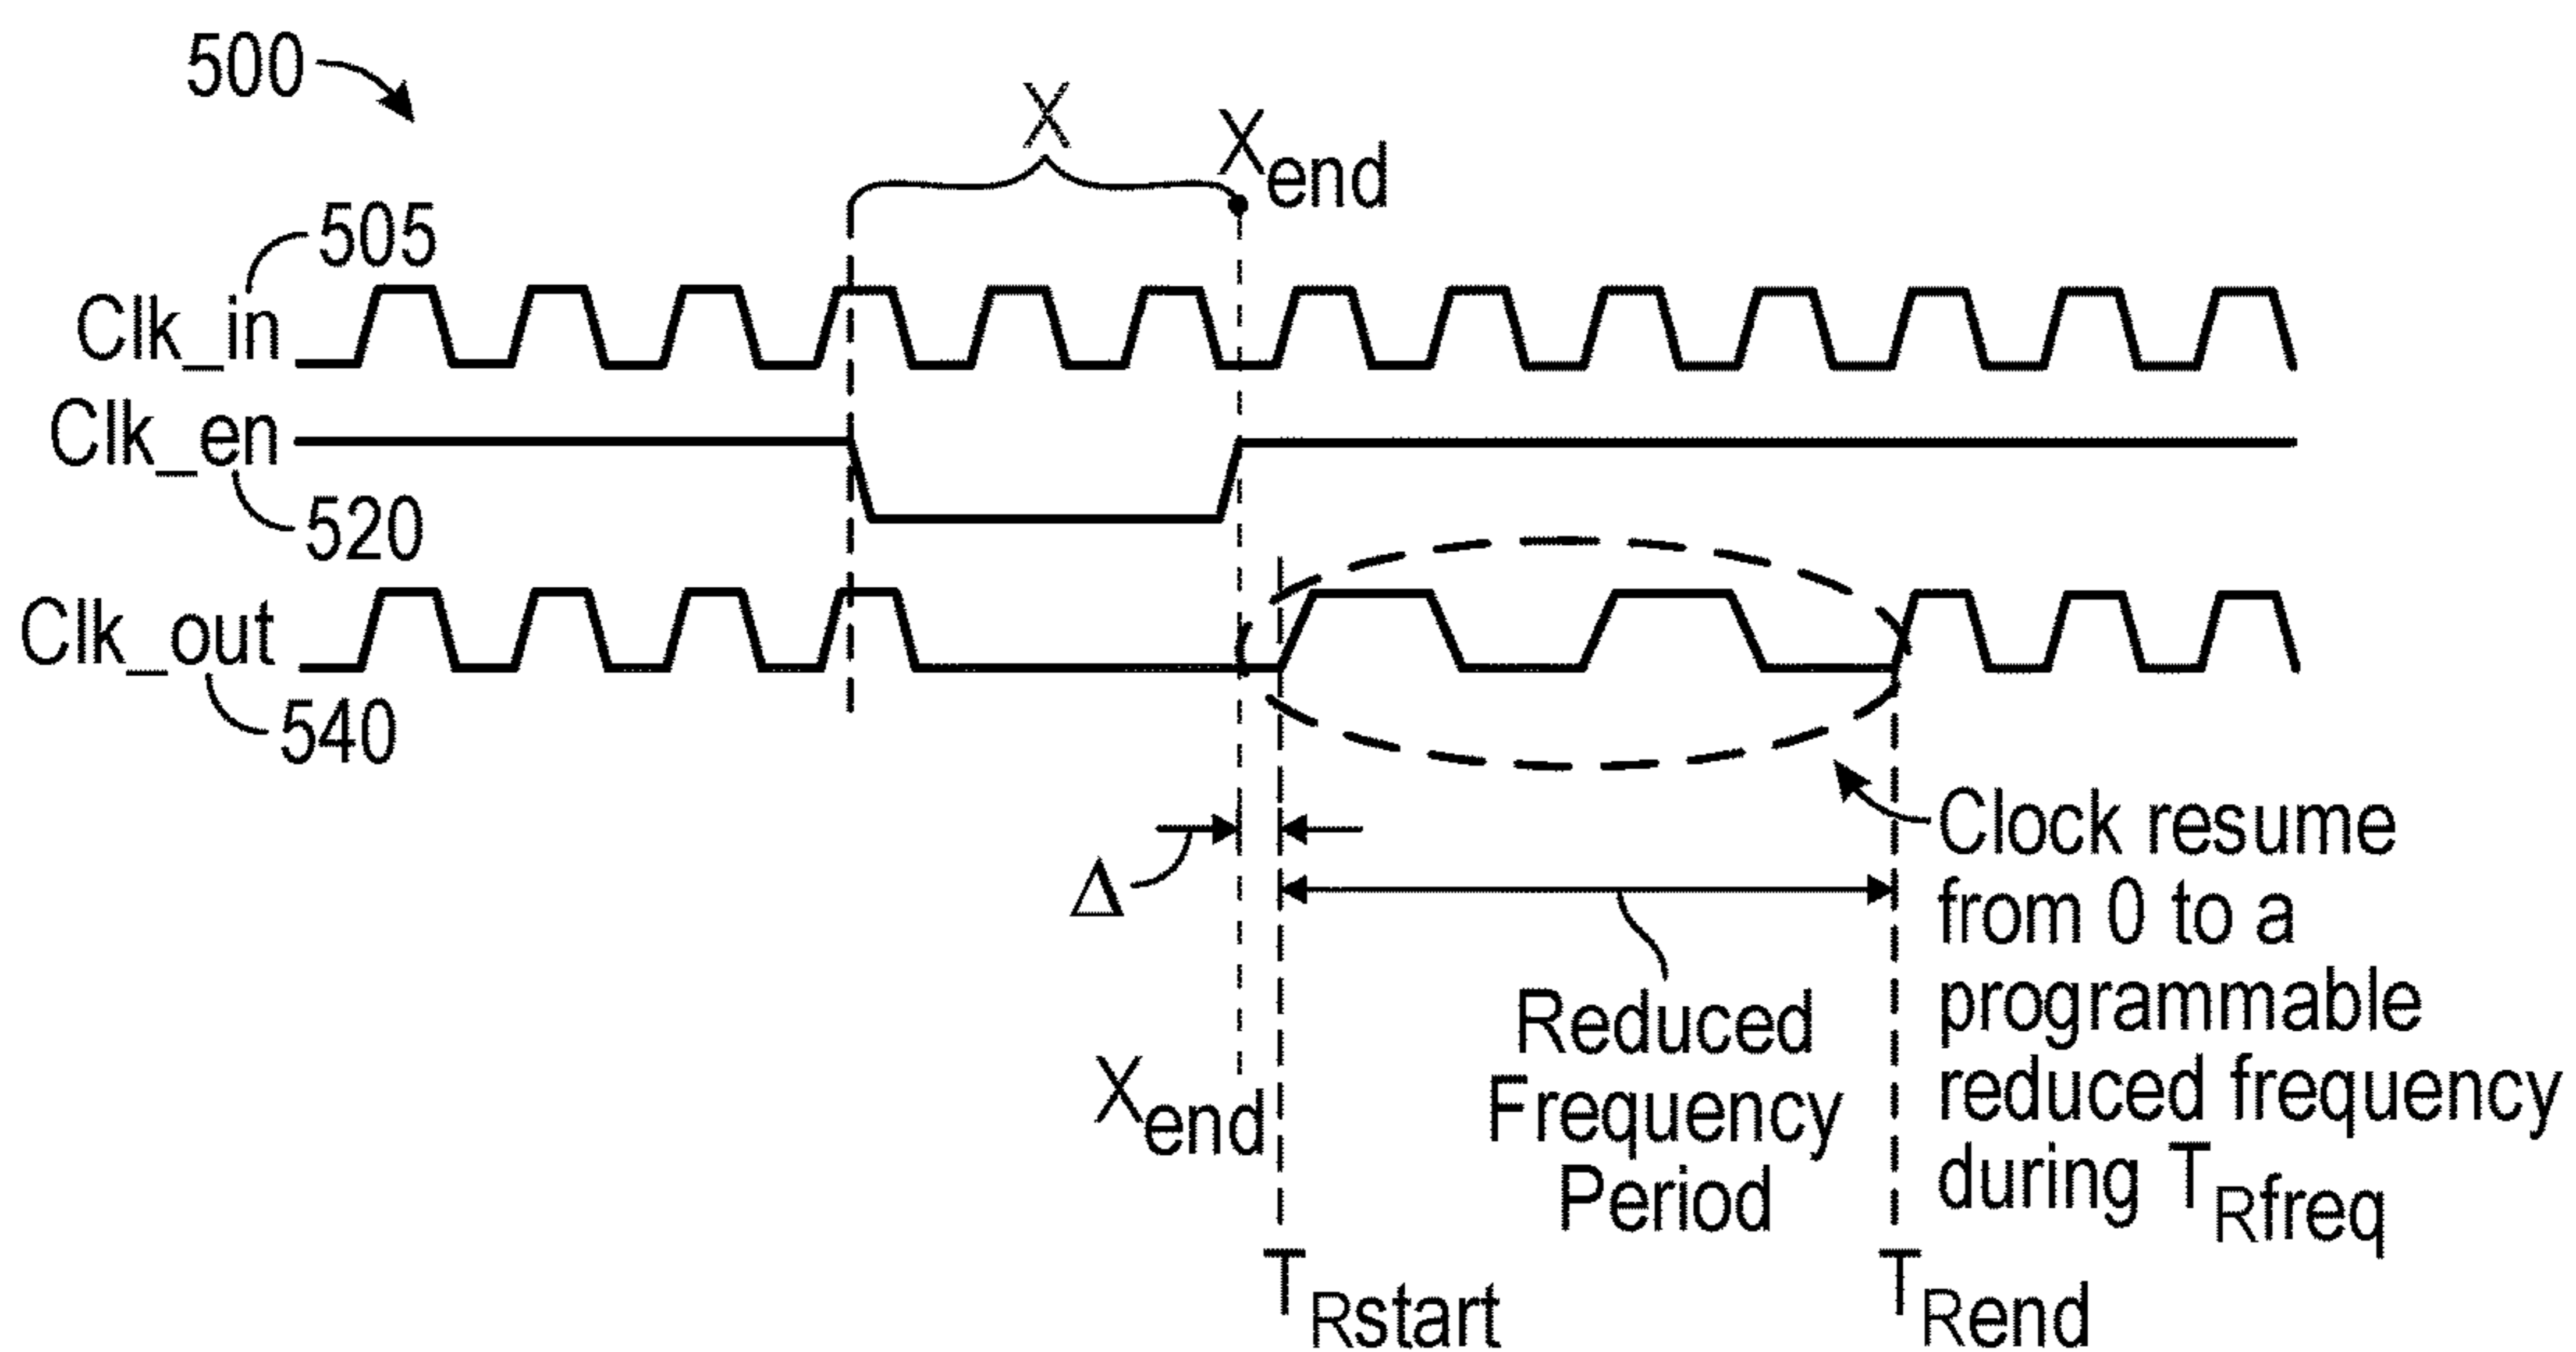 500
X
Xend
505
Clk_in
Clk_en
520
Clk_out
540
Δ
Clock resume
from 0 to a
programmable
reduced frequency
during TRfreq
Reduced
Frequency
Period
Xend
TRstart
TRend